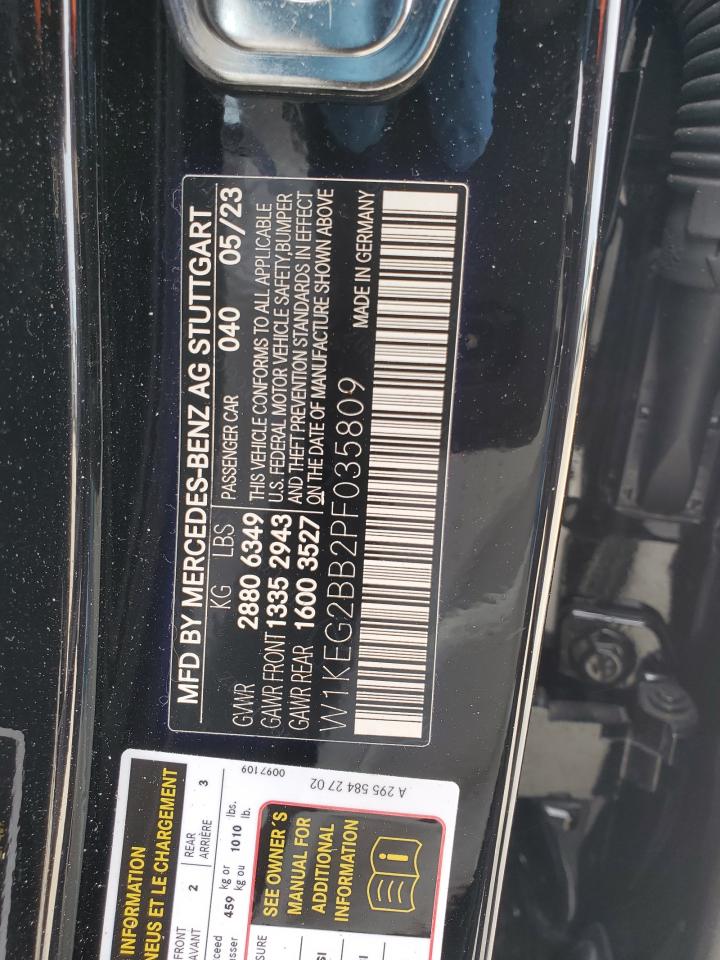 MFD BY MERCEDES-BENZ AG STUTTGART
KG LBS PASSENGER CAR 040 05/23
GVWR 2880 6349 THIS VEHICLE CONFORMS TO ALL APPLICABLE
GAWR FRONT 1335 2943 U.S. FEDERAL MOTOR VEHICLE SAFETY,BUMPER
GAWR REAR 1600 3527 AND THEFT PREVENTION STANDARDS IN EFFECT
ON THE DATE OF MANUFACTURE SHOWN ABOVE
W1KEG2BB2PF035809 MADE IN GERMANY
INFORMATION
NEUS ET LE CHARGEMENT
FRONT
AVANT 2
REAR
ARRIÈRE 3
459 kg or 1010 lbs.
kg ou lb.
0097109
A 295 584 27 02
SEE OWNER´S
MANUAL FOR
ADDITIONAL
INFORMATION